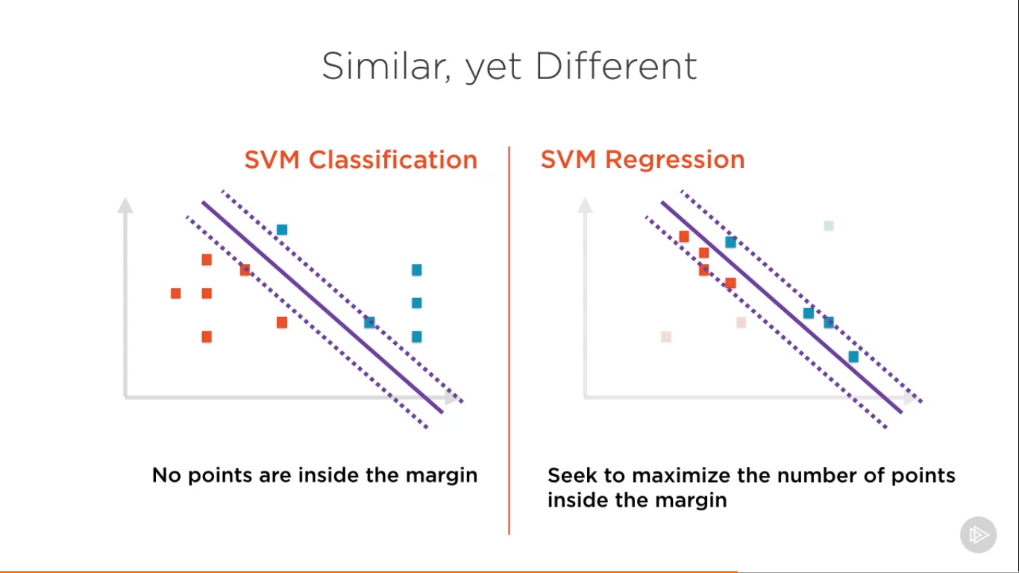 Similar, yet Different
SVM Classification
No points are inside the margin
SVM Regression
Seek to maximize the number of points
inside the margin